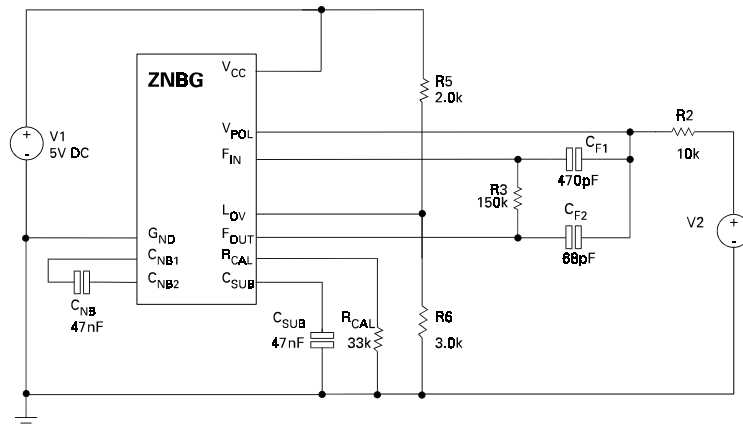 ZNBG
VCC
VPOL
FIN
LOV
FOUT
GND
RCAL
CNB1
CSUB
CNB2
V1
5V DC
R5
2.0k
R2
10k
CF1
470pF
R3
150k
CF2
68pF
V2
CNB
47nF
CSUB
47nF
RCAL
33k
R6
3.0k